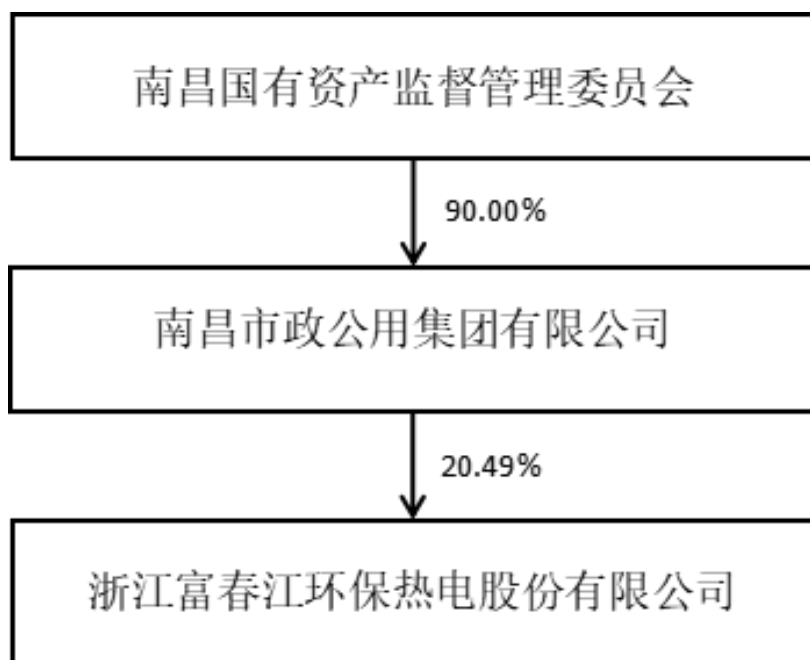 南昌国有资产监督管理委员会
90.00%
南昌市政公用集团有限公司
20.49%
浙江富春江环保热电股份有限公司